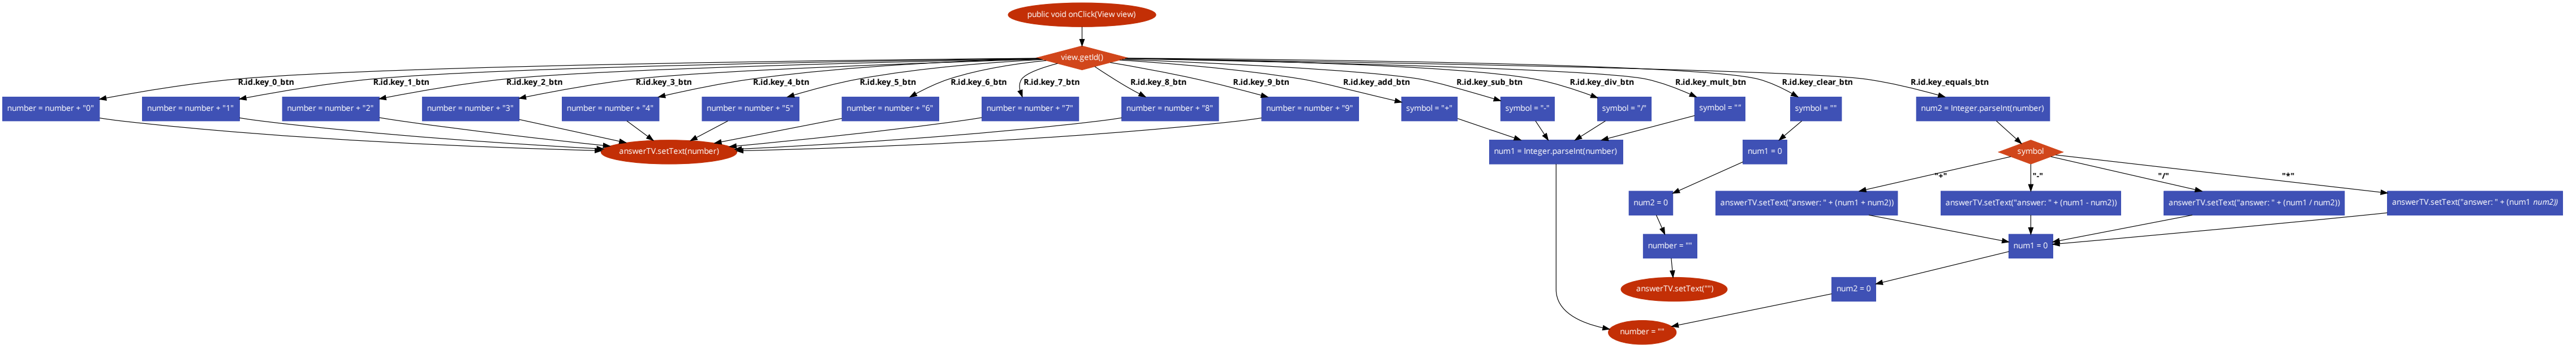 public void onClick(View view)
view.getId()
R.id.key_0_btn
R.id.key_1_btn
R.id.key_2_btn
R.id.key_3_btn
R.id.key_4_btn
R.id.key_5_btn
R.id.key_6_btn
R.id.key_7_btn
R.id.key_8_btn
R.id.key_9_btn
R.id.key_add_btn
R.id.key_sub_btn
R.id.key_div_btn
R.id.key_mult_btn
R.id.key_clear_btn
R.id.key_equals_btn
number = number + "0"
number = number + "1"
number = number + "2"
number = number + "3"
number = number + "4"
number = number + "5"
number = number + "6"
number = number + "7"
number = number + "8"
number = number + "9"
symbol = "+"
symbol = "-"
symbol = "/"
symbol = ""
symbol = ""
num2 = Integer.parseInt(number)
answerTV.setText(number)
num1 = Integer.parseInt(number)
num1 = 0
symbol
"+"
"-"
"/"
"*"
num2 = 0
answerTV.setText("answer: " + (num1 + num2))
answerTV.setText("answer: " + (num1 - num2))
answerTV.setText("answer: " + (num1 / num2))
answerTV.setText("answer: " + (num1 num2))
number = ""
num1 = 0
answerTV.setText("")
num2 = 0
number = ""